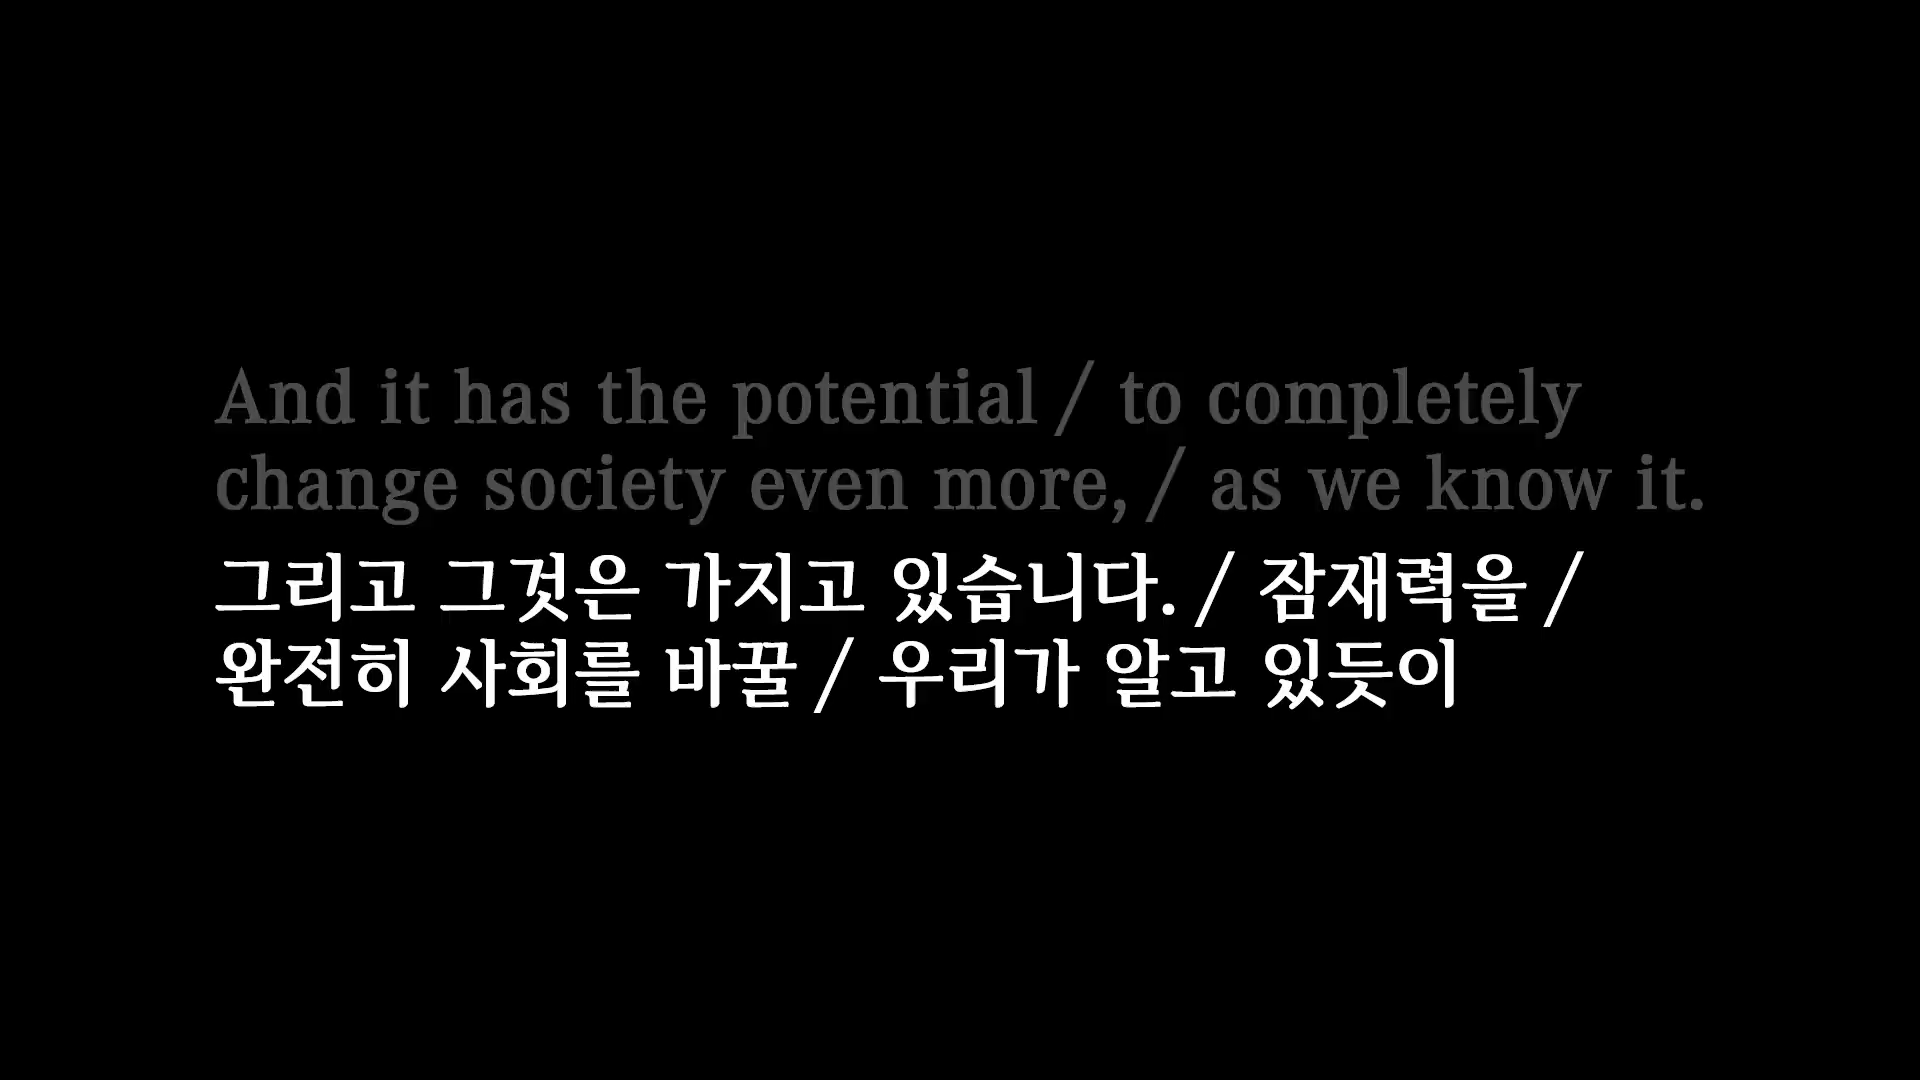 And it has the potential / to completely
change society even more, / as we know it.
그리고 그것은 가지고 있습니다. / 잠재력을 /
완전히 사회를 바꿀 / 우리가 알고 있듯이